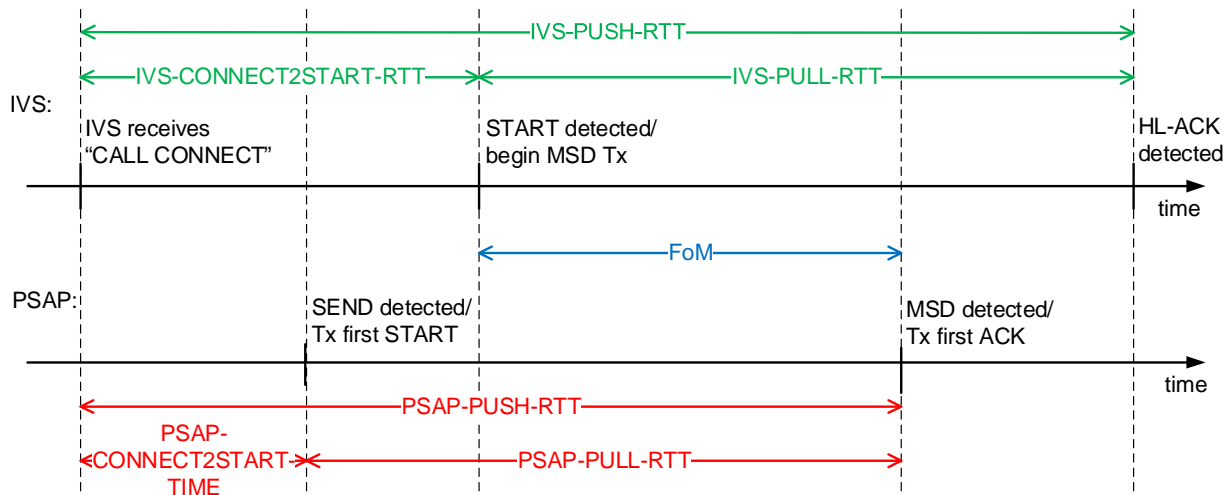 IVS-PUSH-RTT
IVS-CONNECT2START-RTT
IVS-PULL-RTT
IVS:
IVS receives
“CALL CONNECT”
START detected/
begin MSD Tx
HL-ACK
detected
time
FoM
PSAP:
SEND detected/
Tx first START
MSD detected/
Tx first ACK
time
PSAP-PUSH-RTT
PSAP-
CONNECT2START-
TIME
PSAP-PULL-RTT